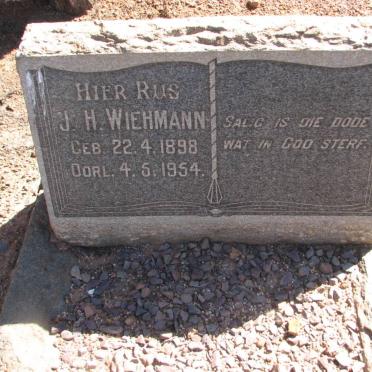 HIER RUS
J. H. WIEHMANN
GEB. 22.4.1898
OORL. 4.5.1954.
SALIG IS DIE DODE
WAT IN GOD STERF.